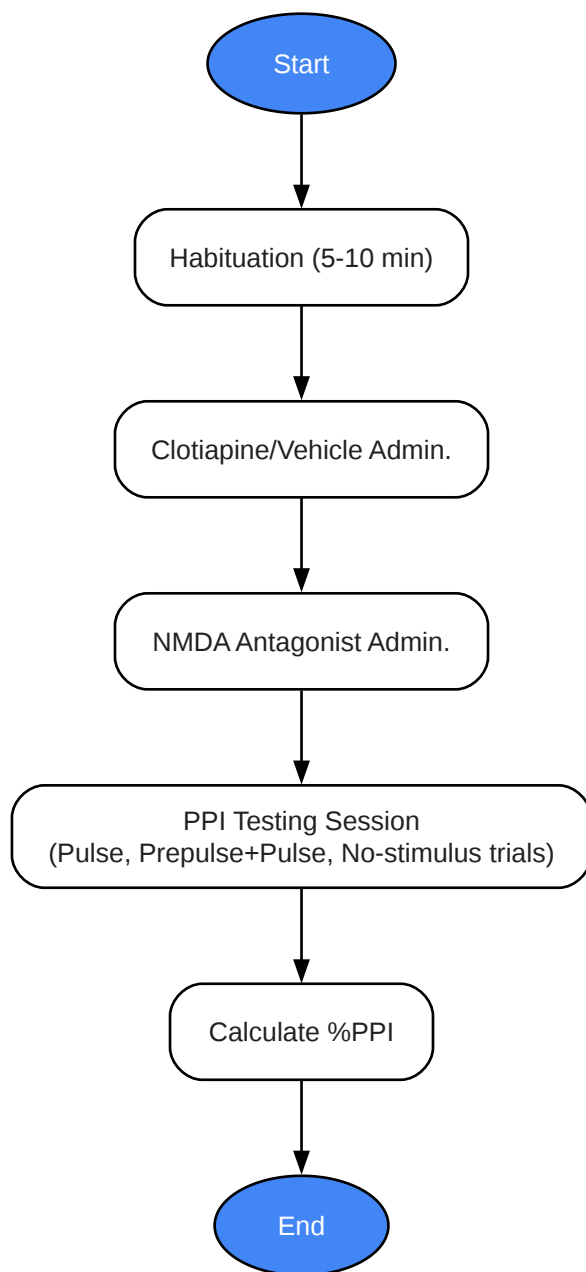 Start
Habituation (5-10 min)
Clotiapine/Vehicle Admin.
NMDA Antagonist Admin.
PPI Testing Session
(Pulse, Prepulse+Pulse, No-stimulus trials)
Calculate %PPI
End